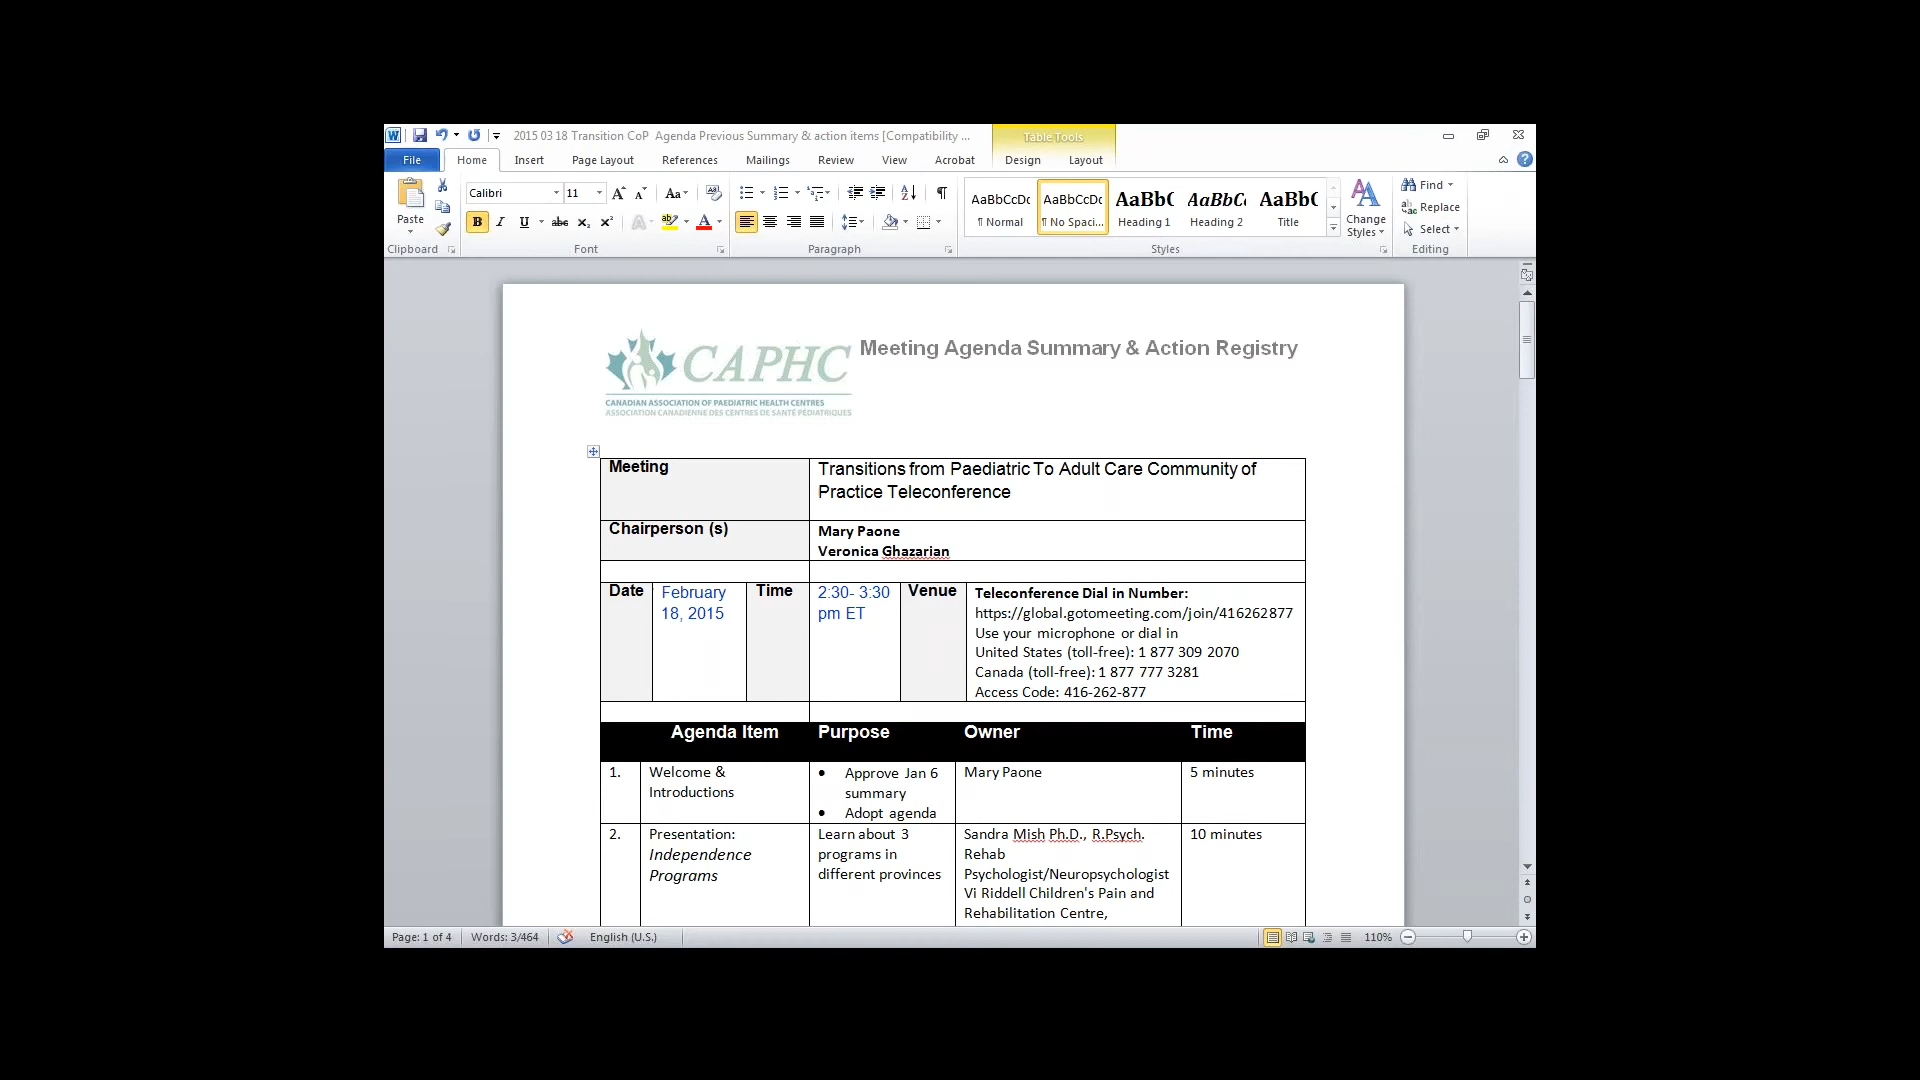 2015 03 18 Transition CoP  Agenda Previous Summary & action items [Compatibility ...
Table Tools
File Home Insert Page Layout References Mailings Review View Acrobat Design Layout
Paste
Clipboard
Calibri 11
Font
Paragraph
AaBbCcDc AaBbCcDc AaBbC AaBbCc AaBbC
¶ Normal ¶ No Spaci... Heading 1 Heading 2 Title
Change Styles
Styles
Find
Replace
Select
Editing
CAPHC
CANADIAN ASSOCIATION OF PAEDIATRIC HEALTH CENTRES
ASSOCIATION CANADIENNE DES CENTRES DE SANTÉ PÉDIATRIQUES
Meeting Agenda Summary & Action Registry
Meeting
Transitions from Paediatric To Adult Care Community of
Practice Teleconference
Chairperson (s)
Mary Paone
Veronica Ghazarian
Date
February
18, 2015
Time
2:30- 3:30
pm ET
Venue
Teleconference Dial in Number:
https://global.gotomeeting.com/join/416262877
Use your microphone or dial in
United States (toll-free): 1 877 309 2070
Canada (toll-free): 1 877 777 3281
Access Code: 416-262-877
Agenda Item Purpose Owner Time
1.
Welcome &
Introductions
• Approve Jan 6
summary
• Adopt agenda
Mary Paone
5 minutes
2.
Presentation:
Independence
Programs
Learn about 3
programs in
different provinces
Sandra Mish Ph.D., R.Psych.
Rehab
Psychologist/Neuropsychologist
Vi Riddell Children's Pain and
Rehabilitation Centre,
10 minutes
Page: 1 of 4 Words: 3/464 English (U.S.) 110%